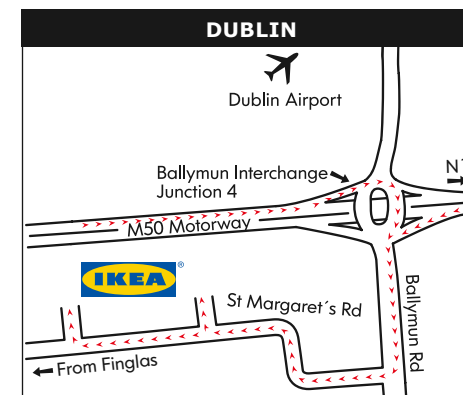 DUBLIN
Dublin Airport
Ballymun Interchange
Junction 4
M50 Motorway
IKEA®
St Margaret´s Rd
Ballymun Rd
From Finglas